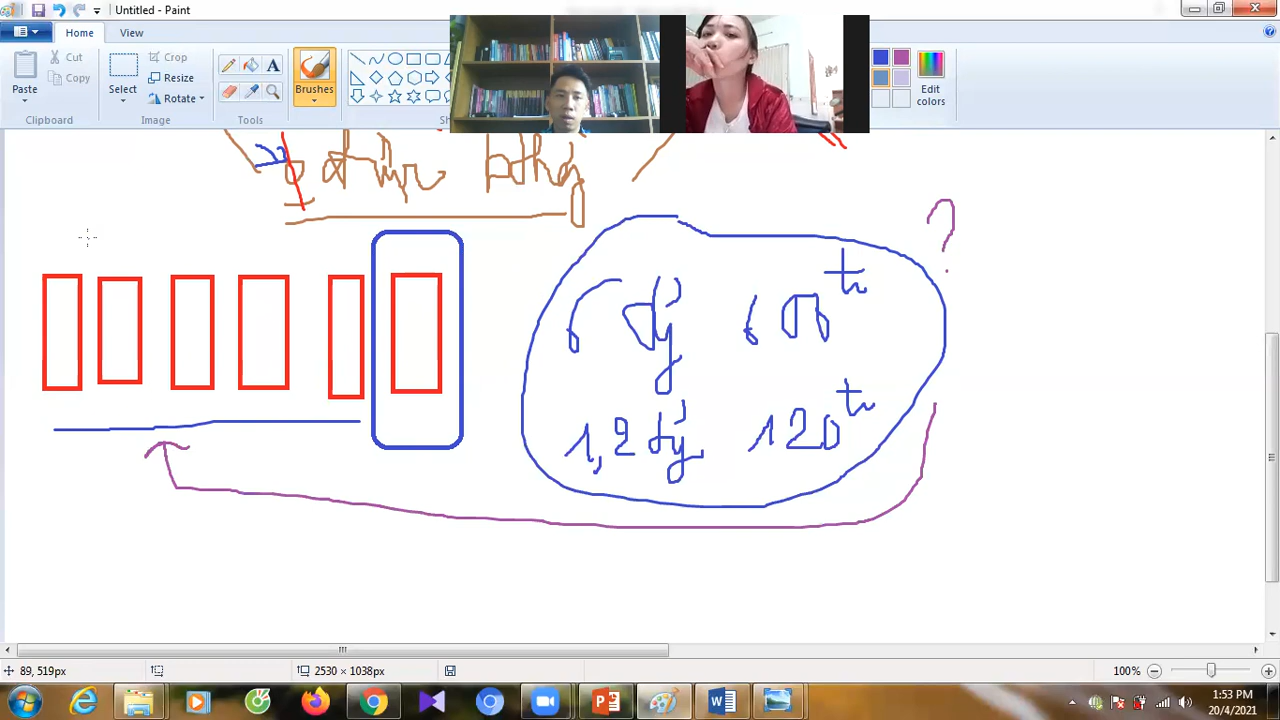 Untitled - Paint
Home
View
Cut
Copy
Paste
Clipboard
Select
Crop
Resize
Rotate
Image
Tools
Brushes
Edit
colors
?
6 tỷ 600 tr
1,2 tỷ 120 tr
89, 519px
2530 × 1038px
100%
1:53 PM
20/4/2021